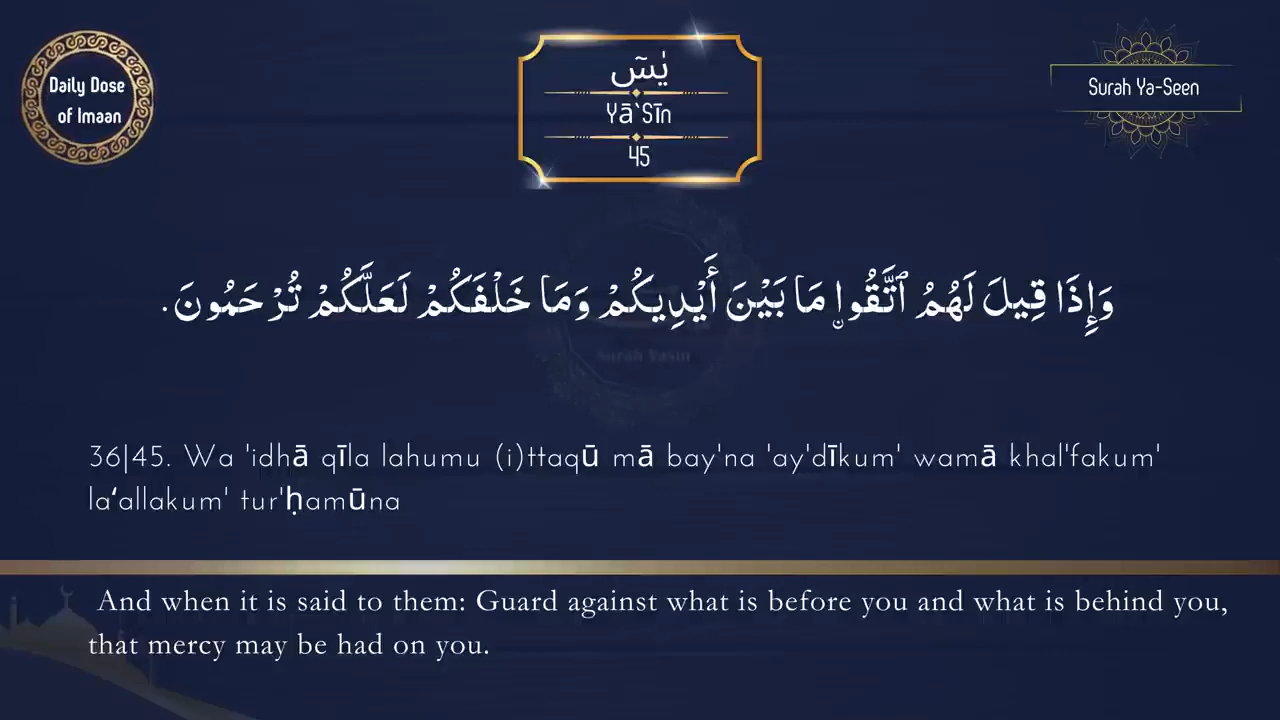 Daily Dose
of Imaan
يٰسٓ
Yā`Sīn
45
Surah Ya-Seen
وَإِذَا قِيلَ لَهُمُ ٱتَّقُوا۟ مَا بَيْنَ أَيْدِيكُمْ وَمَا خَلْفَكُمْ لَعَلَّكُمْ تُرْحَمُونَ.
Surah Yasin
36|45. Wa 'idhā qīla lahumu (i)ttaqū mā bay'na 'ay'dīkum' wamā khal'fakum'
la‘allakum' tur'ḥamūna
And when it is said to them: Guard against what is before you and what is behind you,
that mercy may be had on you.